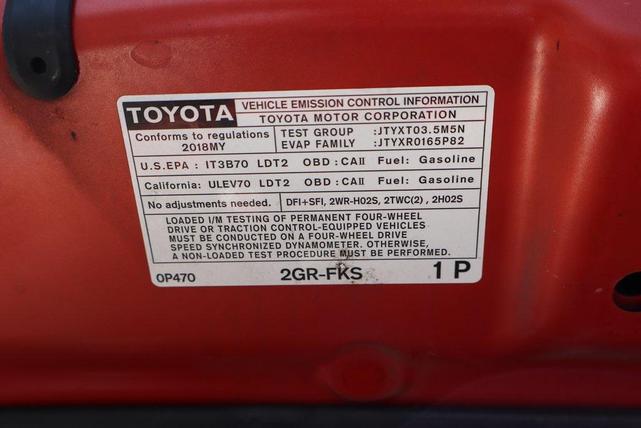 TOYOTA VEHICLE EMISSION CONTROL INFORMATION
TOYOTA MOTOR CORPORATION
Conforms to regulations
2018MY
TEST GROUP :JTYXT03.5M5N
EVAP FAMILY :JTYXR0165P82
U.S.EPA : IT3B70 LDT2 OBD : CAII Fuel: Gasoline
California: ULEV70 LDT2 OBD : CAII Fuel: Gasoline
No adjustments needed. DFI+SFI, 2WR-H02S, 2TWC(2) , 2H02S
LOADED I/M TESTING OF PERMANENT FOUR-WHEEL
DRIVE OR TRACTION CONTROL-EQUIPPED VEHICLES
MUST BE CONDUCTED ON A FOUR-WHEEL DRIVE
SPEED SYNCHRONIZED DYNAMOMETER. OTHERWISE,
A NON-LOADED TEST PROCEDURE MUST BE PERFORMED.
0P470 2GR-FKS 1 P